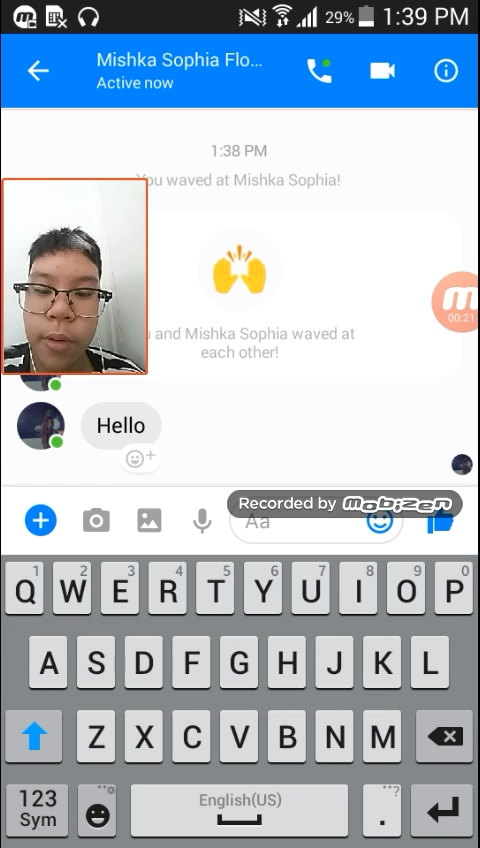 29% 1:39 PM
Mishka Sophia Flo...
Active now
1:38 PM
You waved at Mishka Sophia!
and Mishka Sophia waved at
each other!
00:21
Hello
Recorded by mobizen
Aa
1 2 3 4 5 6 7 8 9 0
Q W E R T Y U I O P
A S D F G H J K L
Z X C V B N M
123
Sym
English(US)
. ?